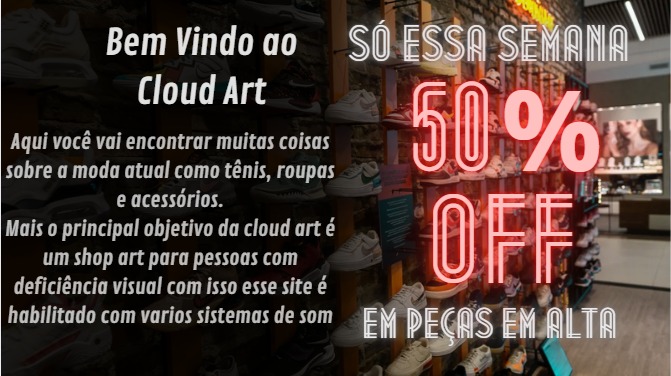 Bem Vindo ao
Cloud Art
Aqui você vai encontrar muitas coisas
sobre a moda atual como tênis, roupas
e acessórios.
Mais o principal objetivo da cloud art é
um shop art para pessoas com
deficiência visual com isso esse site é
habilitado com varios sistemas de som
SÓ ESSA SEMANA
50%
OFF
EM PEÇAS EM ALTA